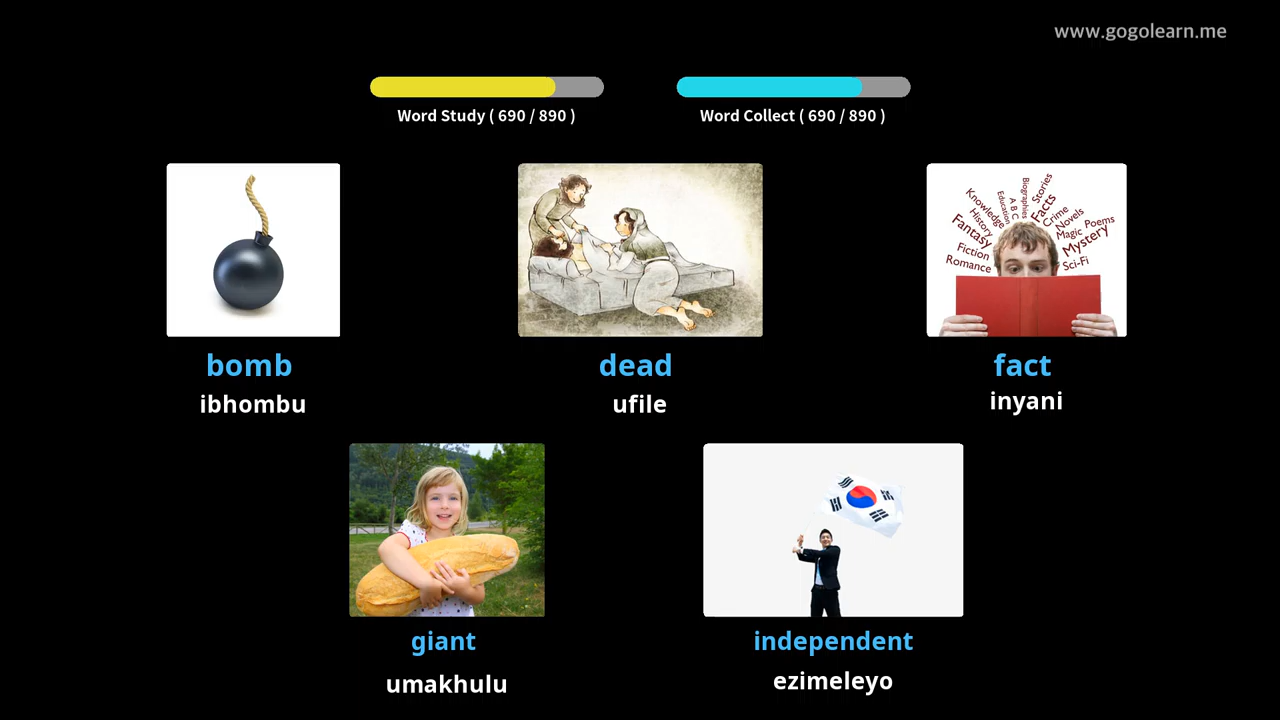 www.gogolearn.me
Word Study ( 690 / 890 )
Word Collect ( 690 / 890 )
Knowledge
History
Fantasy
Fiction
Romance
Education
A B C
Biographies
Stories
Facts
Crime
Novels
Magic
Poems
Mystery
Sci-Fi
bomb
ibhombu
dead
ufile
fact
inyani
giant
umakhulu
independent
ezimeleyo